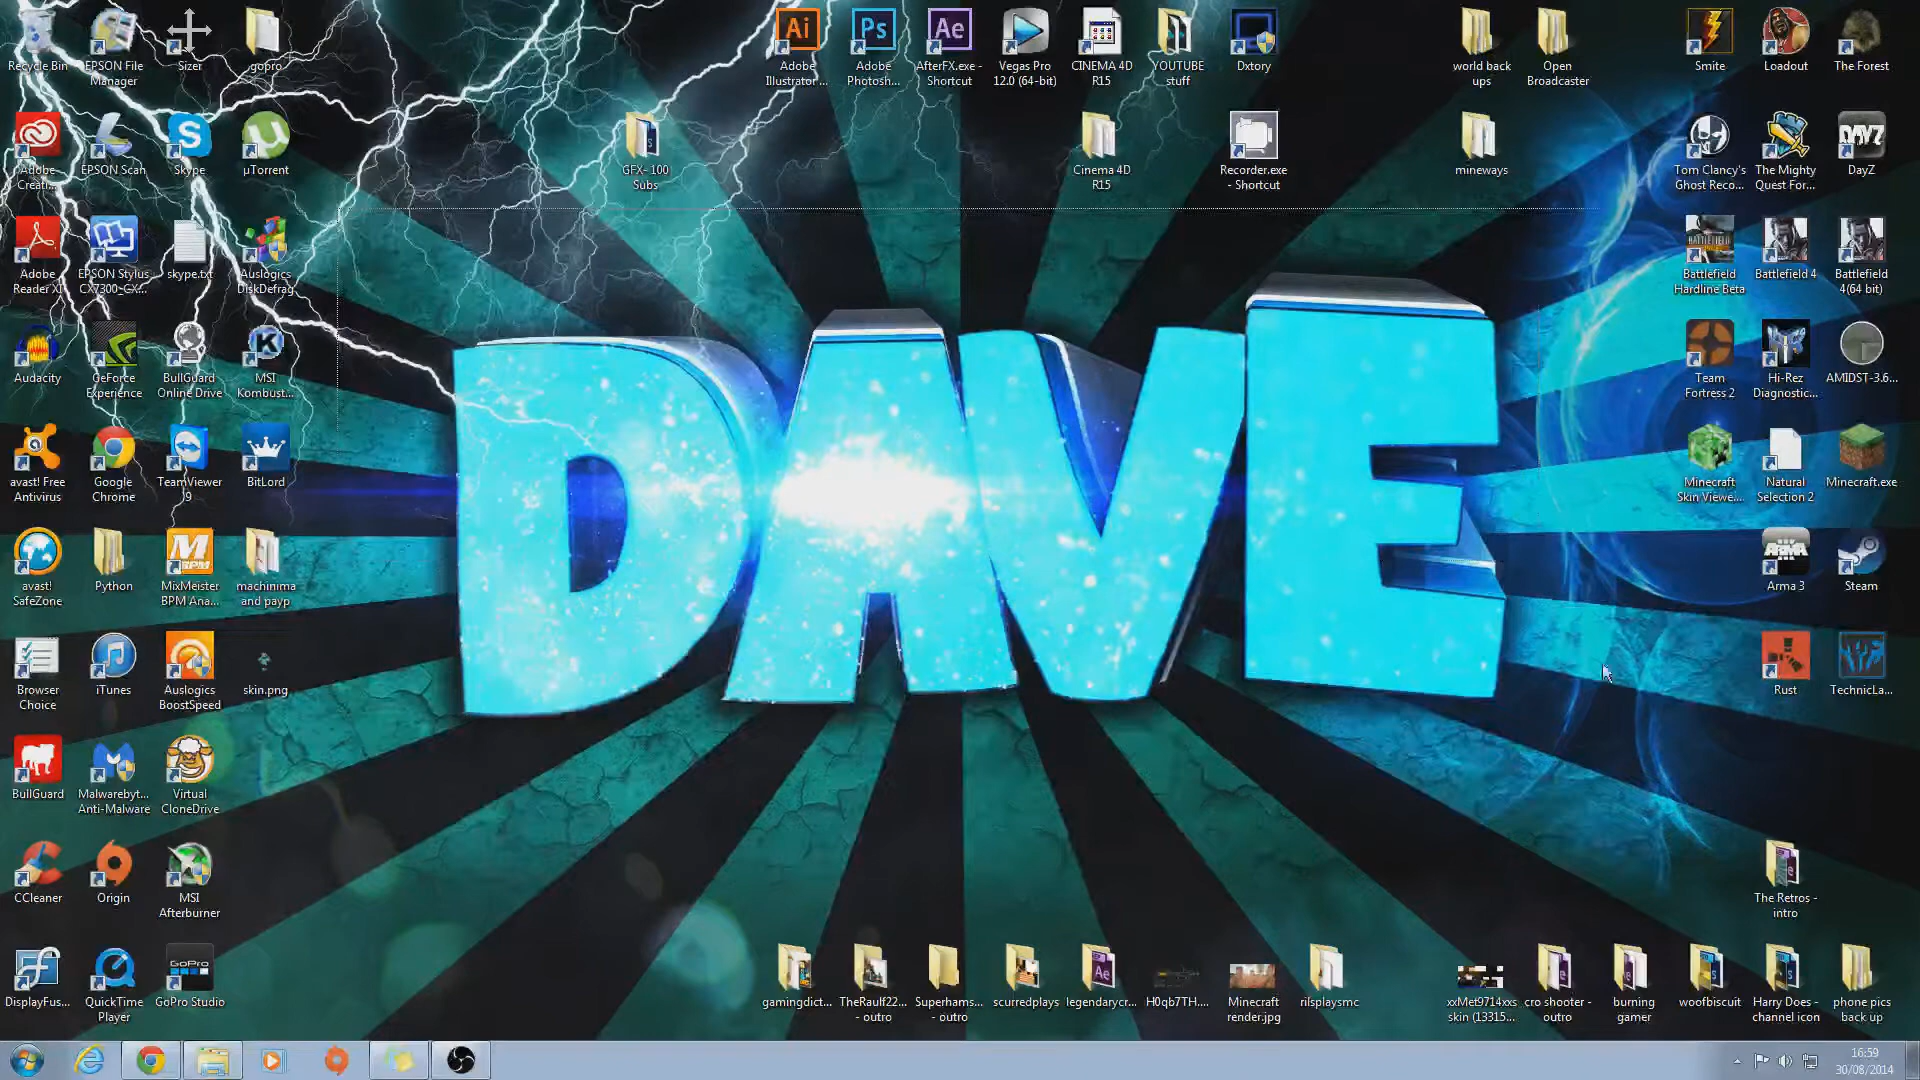 Recycle Bin
EPSON File
Manager
Sizer
gopro
Ai
Adobe
Illustrator ...
Ps
Adobe
Photosh...
Ae
AfterFX.exe -
Shortcut
Vegas Pro
12.0 (64-bit)
CINEMA 4D
R15
YOUTUBE
stuff
Dxtory
world back
ups
Open
Broadcaster
Smite
Loadout
The Forest
Adobe
Creati...
EPSON Scan
Skype
µTorrent
GFX- 100
Subs
Cinema 4D
R15
Recorder.exe
- Shortcut
mineways
Tom Clancy's
Ghost Reco...
The Mighty
Quest For...
DAYZ
DayZ
Adobe
Reader XI
EPSON Stylus
CX7300_CX...
skype.txt
Auslogics
DiskDefrag
Battlefield
Hardline Beta
Battlefield 4
Battlefield
4(64 bit)
DAVE
Audacity
GeForce
Experience
BullGuard
Online Drive
MSI
Kombust...
Team
Fortress 2
Hi-Rez
Diagnostic...
AMIDST-3.6...
avast! Free
Antivirus
Google
Chrome
TeamViewer
9
BitLord
Minecraft
Skin Viewe...
Natural
Selection 2
Minecraft.exe
avast!
SafeZone
Python
MixMeister
BPM Ana...
machinima
and payp
ARMA
Arma 3
Steam
Browser
Choice
iTunes
Auslogics
BoostSpeed
skin.png
Rust
TechnicLa...
BullGuard
Malwarebyt...
Anti-Malware
Virtual
CloneDrive
CCleaner
Origin
MSI
Afterburner
The Retros -
intro
DisplayFus...
QuickTime
Player
GoPro
GoPro Studio
gamingdict...
TheRaulf22...
- outro
Superhams...
- outro
scurredplays
legendarycr...
H0qb7TH....
Minecraft
render.jpg
rilsplaysmc
xxMet9714xxs
skin (13315...
cro shooter -
outro
burning
gamer
woofbiscuit
Harry Does -
channel icon
phone pics
back up
16:59
30/08/2014